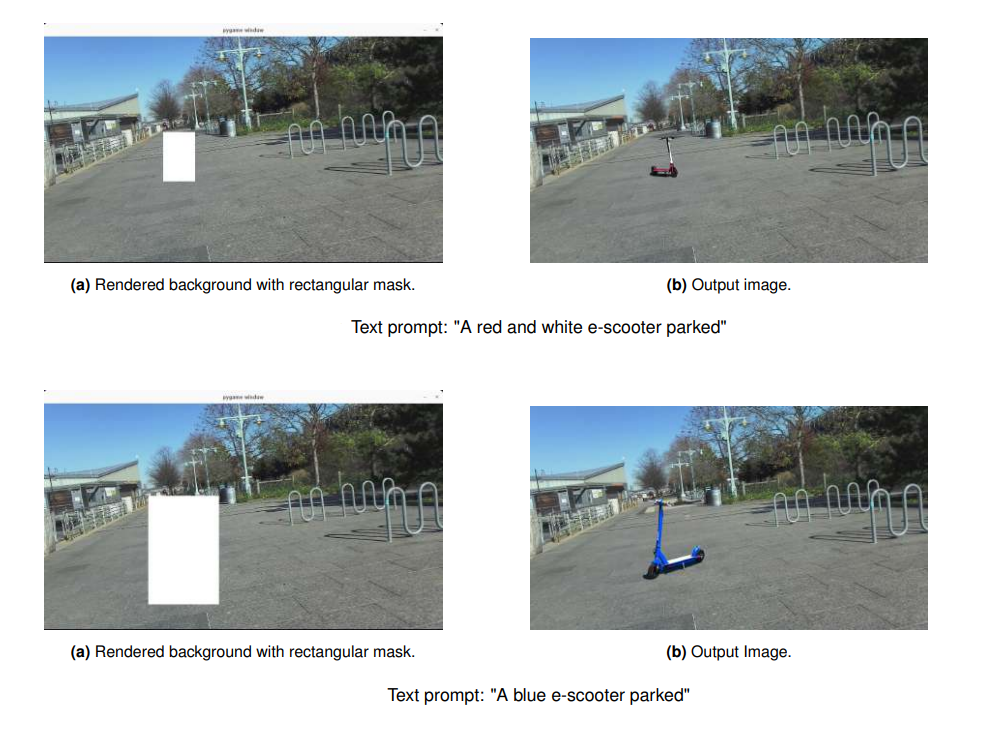 pygame window
(a) Rendered background with rectangular mask.
(b) Output image.
Text prompt: "A red and white e-scooter parked"
pygame window
(a) Rendered background with rectangular mask.
(b) Output Image.
Text prompt: "A blue e-scooter parked"